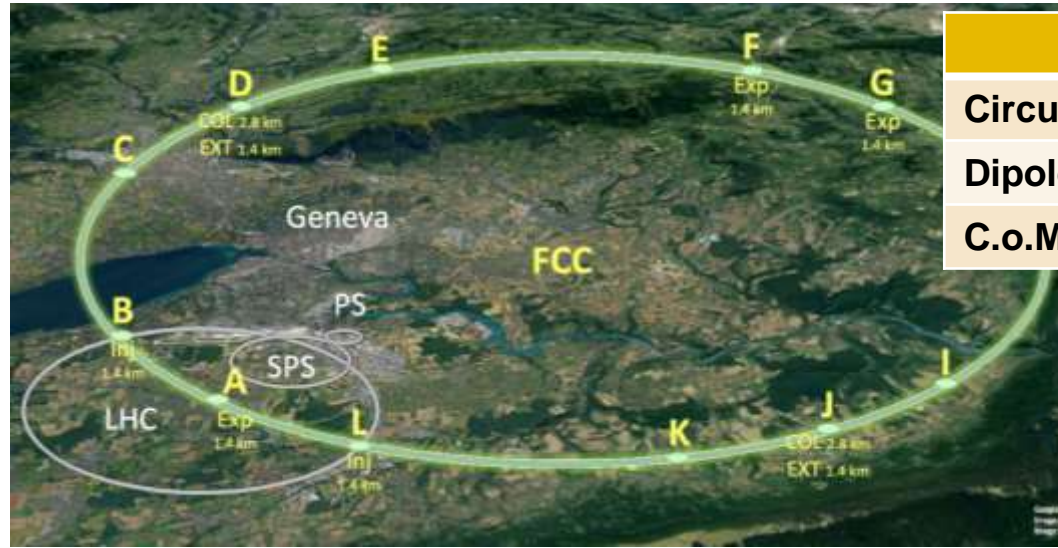 E
F
Exp
1.4 km
D
COL 2.8 km
EXT 1.4 km
G
Exp
1.4 km
Circu
Dipol
C.o.M
C
Geneva
FCC
PS
B
Inj
1.4 km
SPS
A
Exp
1.4 km
LHC
L
Inj
1.4 km
K
J
COL 2.8 km
EXT 1.4 km
I